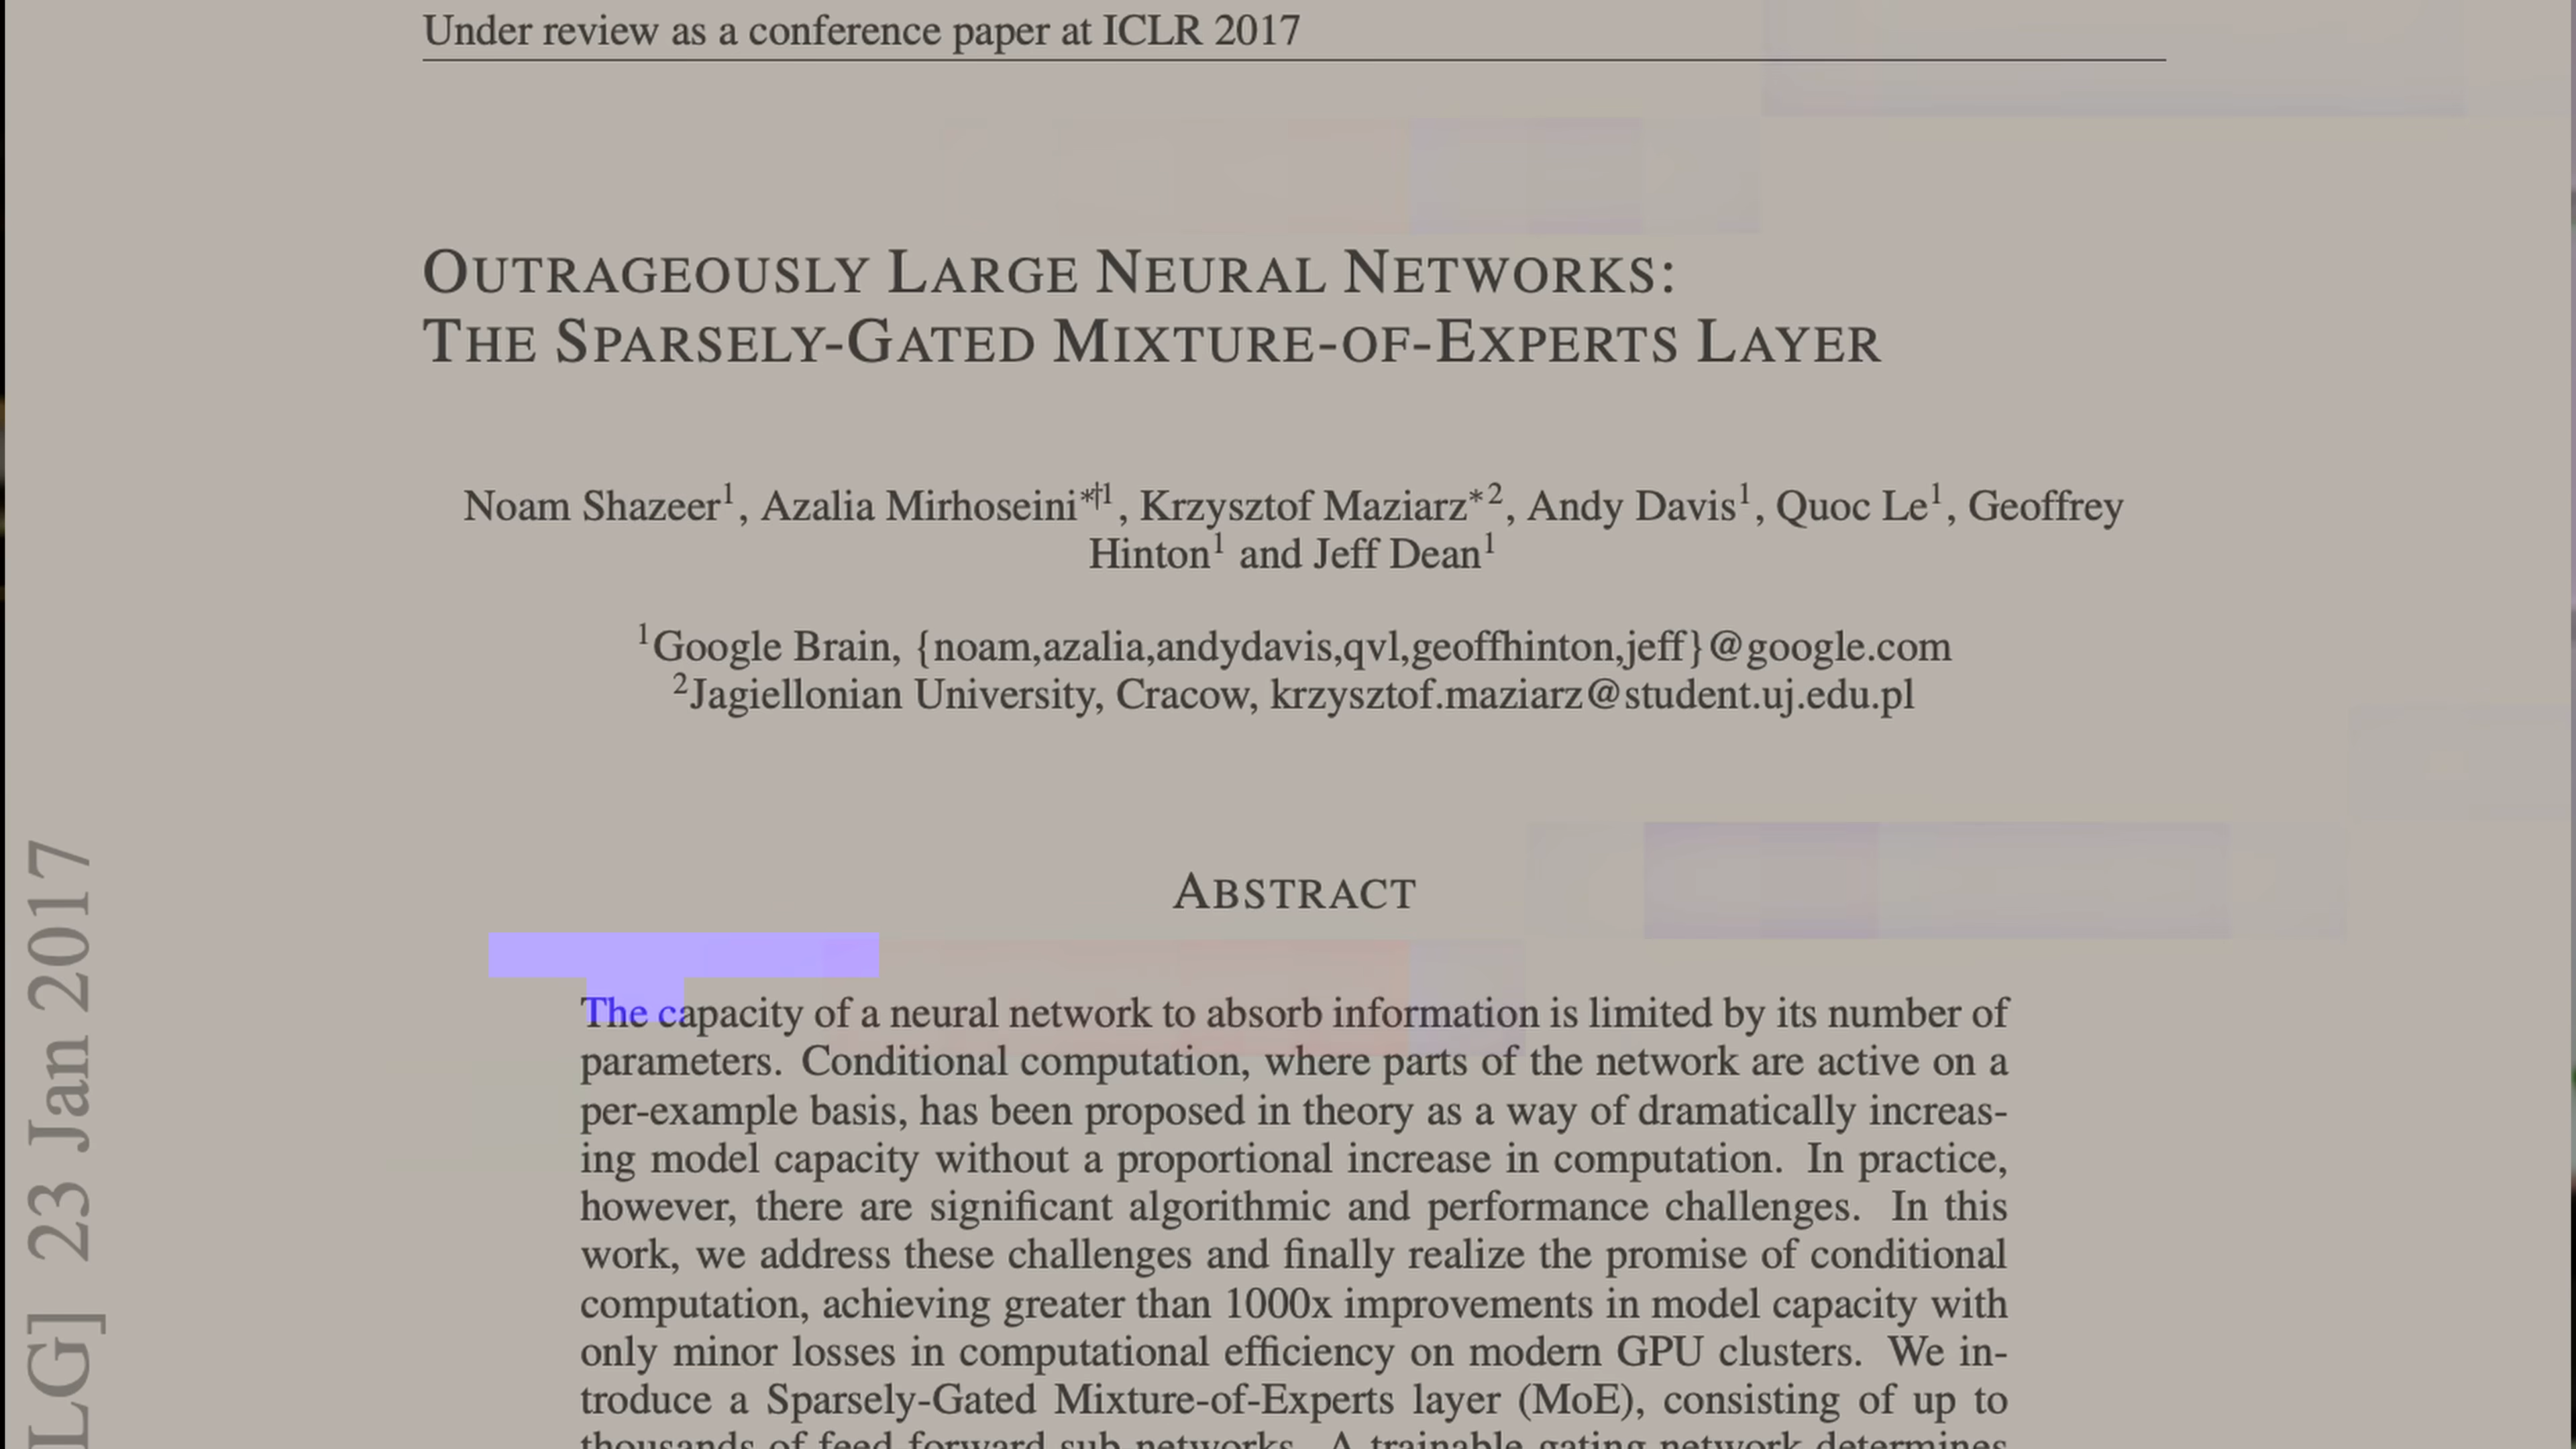 Under review as a conference paper at ICLR 2017
OUTRAGEOUSLY LARGE NEURAL NETWORKS:
THE SPARSELY-GATED MIXTURE-OF-EXPERTS LAYER
Noam Shazeer1, Azalia Mirhoseini*†1, Krzysztof Maziarz*2, Andy Davis1, Quoc Le1, Geoffrey
Hinton1 and Jeff Dean1
1Google Brain, {noam,azalia,andydavis,qvl,geoffhinton,jeff}@google.com
2Jagiellonian University, Cracow, krzysztof.maziarz@student.uj.edu.pl
ABSTRACT
The capacity of a neural network to absorb information is limited by its number of
parameters. Conditional computation, where parts of the network are active on a
per-example basis, has been proposed in theory as a way of dramatically increas-
ing model capacity without a proportional increase in computation. In practice,
however, there are significant algorithmic and performance challenges. In this
work, we address these challenges and finally realize the promise of conditional
computation, achieving greater than 1000x improvements in model capacity with
only minor losses in computational efficiency on modern GPU clusters. We in-
troduce a Sparsely-Gated Mixture-of-Experts layer (MoE), consisting of up to
thousands of feed-forward sub-networks. A trainable gating network determines
LG] 23 Jan 2017